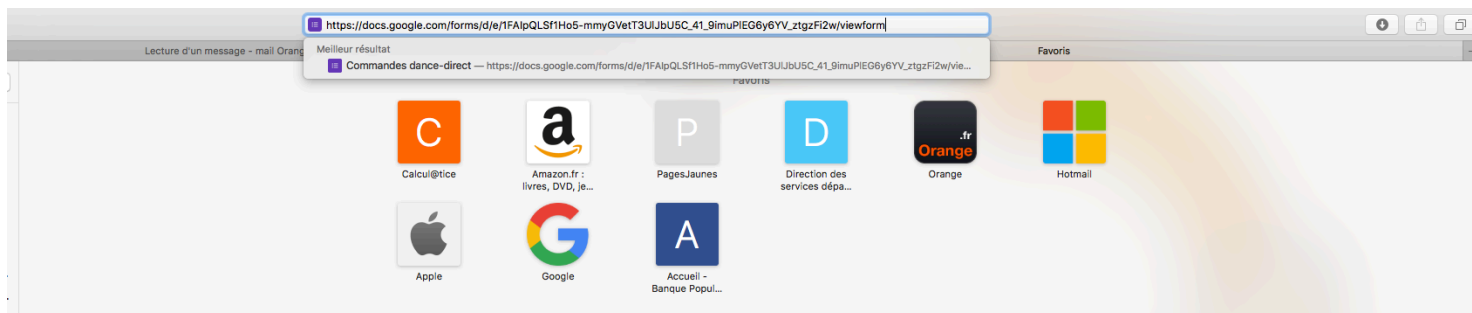 https://docs.google.com/forms/d/e/1FAIpQLSf1Ho5-mmyGVetT3UlJbU5C_41_9imuPlEG6y6YV_ztgzFi2w/viewform
Lecture d'un message - mail Orang
Meilleur résultat
Favoris
Commandes dance-direct — https://docs.google.com/forms/d/e/1FAIpQLSf1Ho5-mmyGVetT3UlJbU5C_41_9imuPlEG6y6YV_ztgzFi2w/vie...
Favoris
C
a
P
D
.fr
Orange
Calcul@tice
Amazon.fr :
livres, DVD, je...
PagesJaunes
Direction des
services dépa...
Orange
Hotmail
A
Apple
Google
Accueil -
Banque Popul...